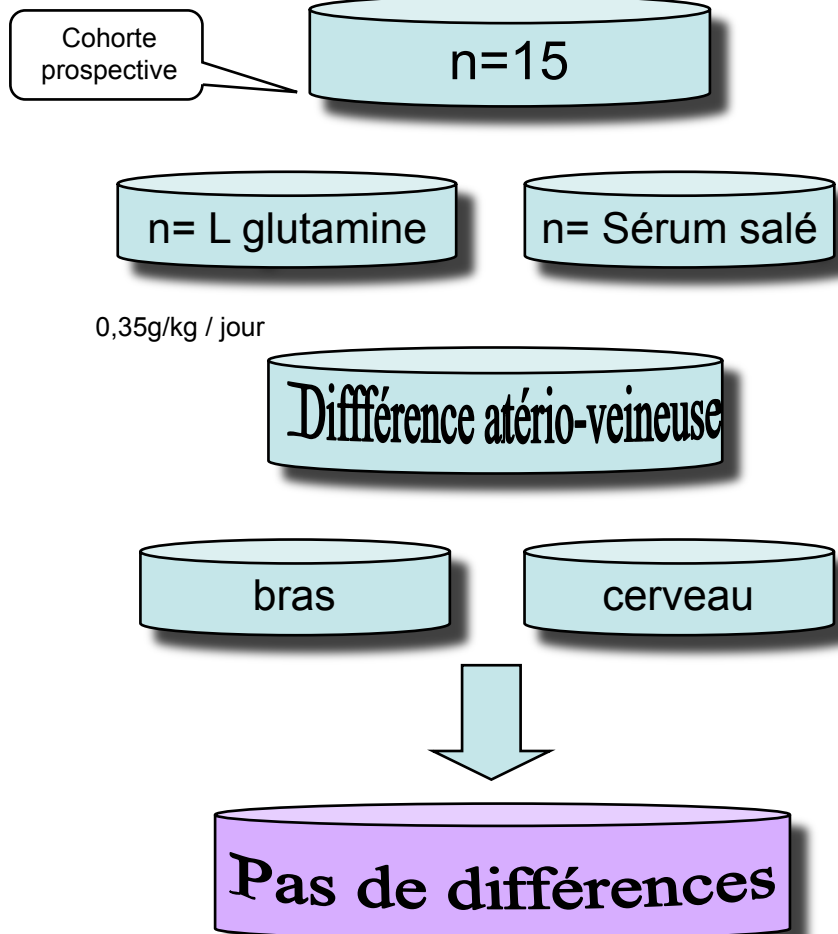 Cohorte
prospective
n=15
n= L glutamine
n= Sérum salé
0,35g/kg / jour
Diffférence atério-veineuse
bras
cerveau
Pas de différences